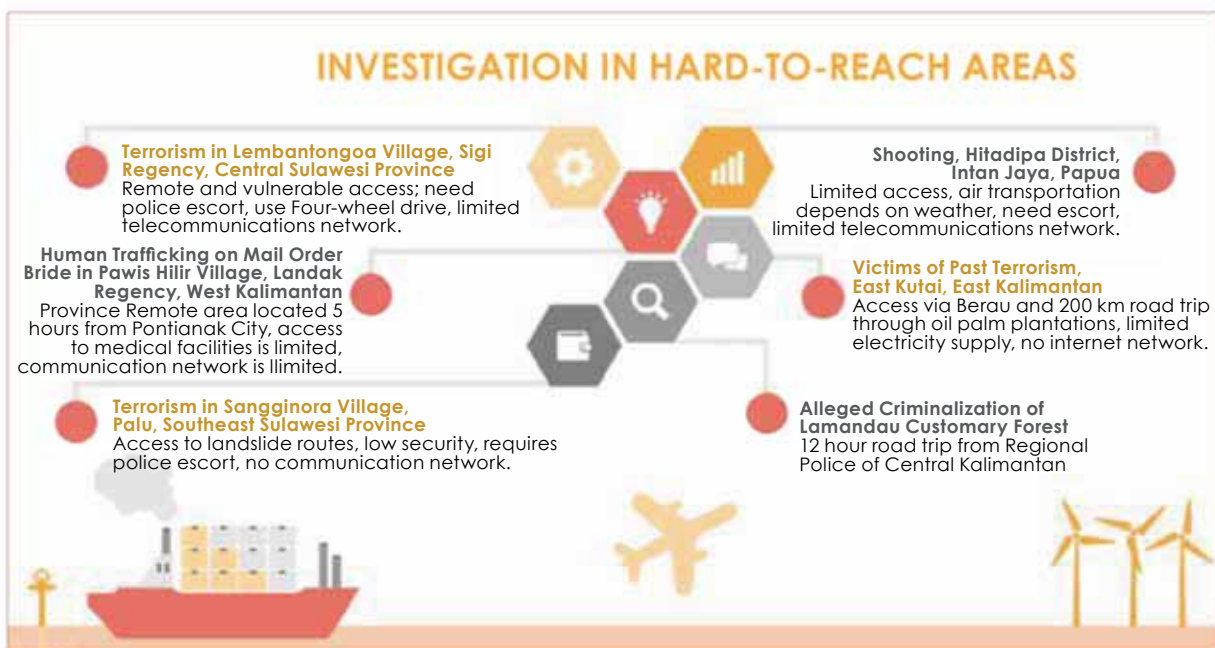 INVESTIGATION IN HARD-TO-REACH AREAS
Terrorism in Lembantongoa Village, Sigi
Regency, Central Sulawesi Province
Remote and vulnerable access; need
police escort, use Four-wheel drive, limited
telecommunications network.
Human Trafficking on Mail Order
Bride in Pawis Hilir Village, Landak
Regency, West Kalimantan
Province Remote area located 5
hours from Pontianak City, access
to medical facilities is limited,
communication network is llimited.
Terrorism in Sangginora Village,
Palu, Southeast Sulawesi Province
Access to landslide routes, low security, requires
police escort, no communication network.
Shooting, Hitadipa District,
Intan Jaya, Papua
Limited access, air transportation
depends on weather, need escort,
limited telecommunications network.
Victims of Past Terrorism,
East Kutai, East Kalimantan
Access via Berau and 200 km road trip
through oil palm plantations, limited
electricity supply, no internet network.
Alleged Criminalization of
Lamandau Customary Forest
12 hour road trip from Regional
Police of Central Kalimantan